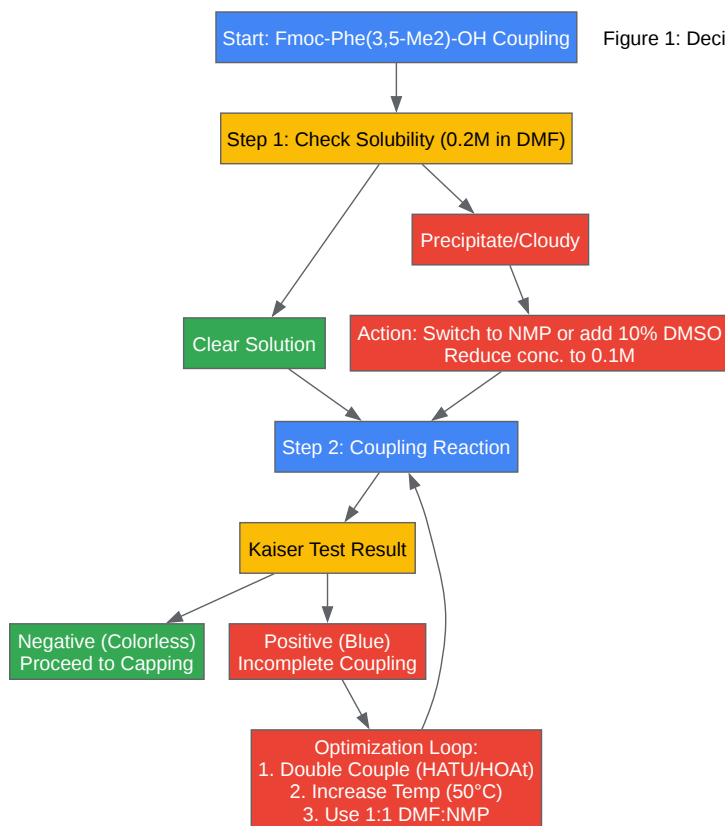 Start: Fmoc-Phe(3,5-Me2)-OH Coupling
Figure 1: Deci
Step 1: Check Solubility (0.2M in DMF)
Precipitate/Cloudy
Clear Solution
Action: Switch to NMP or add 10% DMSO
Reduce conc. to 0.1M
Step 2: Coupling Reaction
Kaiser Test Result
Negative (Colorless)
Proceed to Capping
Positive (Blue)
Incomplete Coupling
Optimization Loop:
1. Double Couple (HATU/HOAt)
2. Increase Temp (50°C)
3. Use 1:1 DMF:NMP